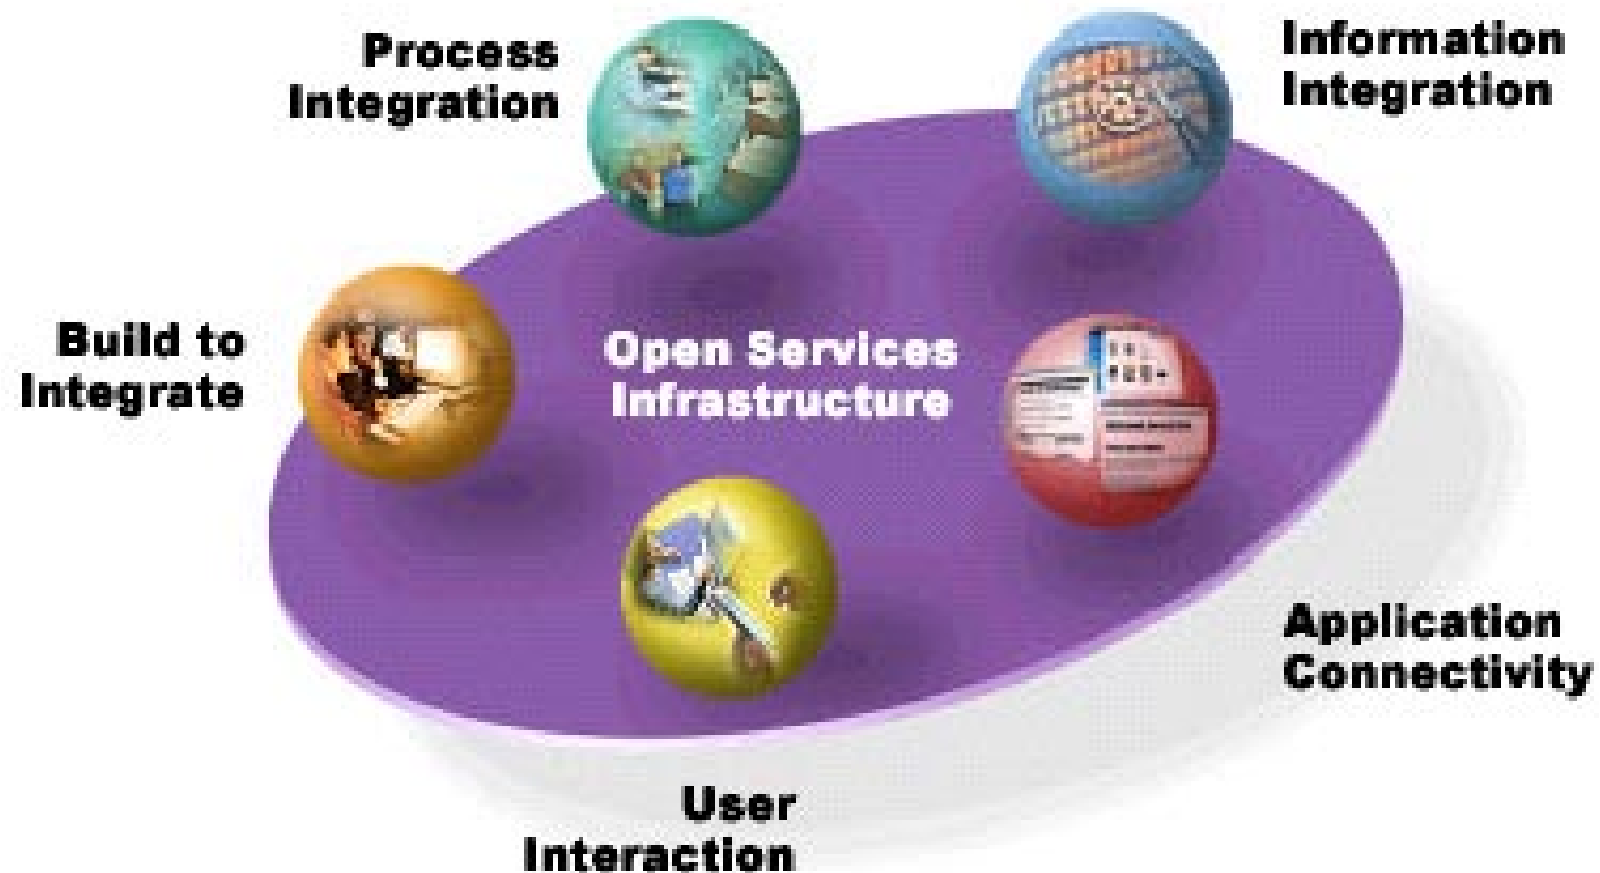 Process
Integration
Information
Integration
Build to
Integrate
Open Services
Infrastructure
Application
Connectivity
User
Interaction